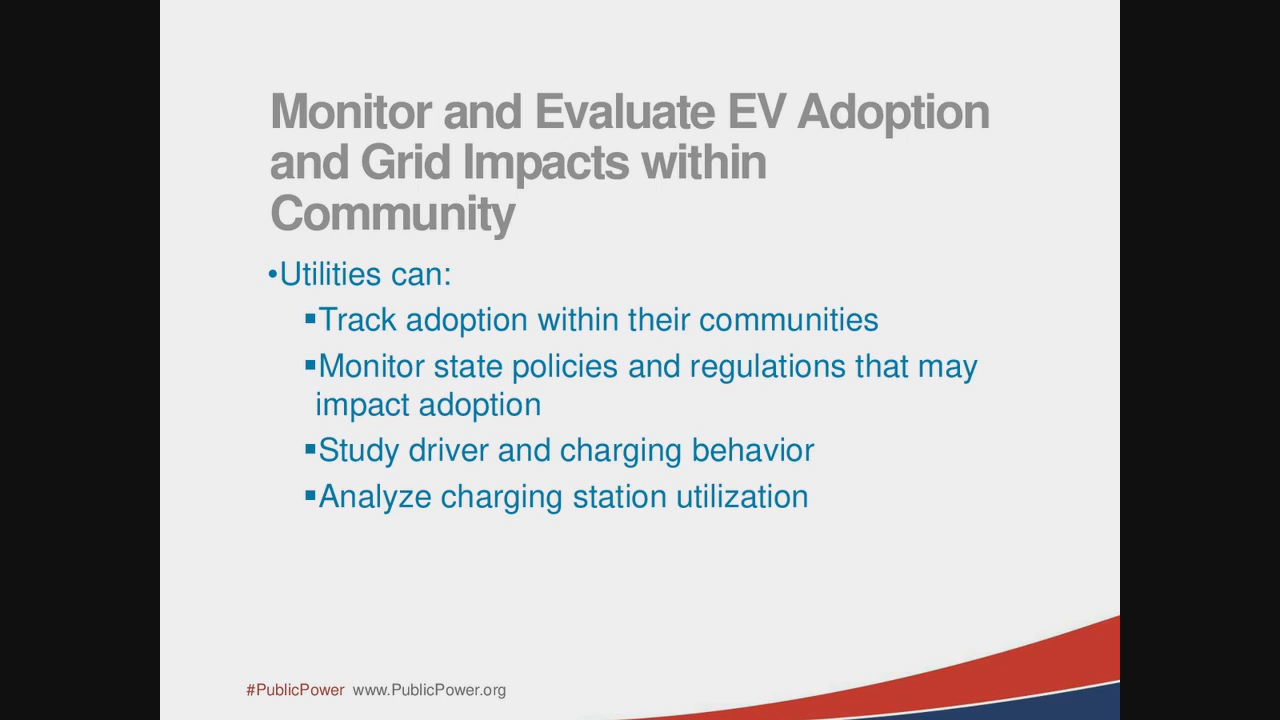 Monitor and Evaluate EV Adoption
and Grid Impacts within
Community
•Utilities can:
▪Track adoption within their communities
▪Monitor state policies and regulations that may
impact adoption
▪Study driver and charging behavior
▪Analyze charging station utilization
#PublicPower www.PublicPower.org